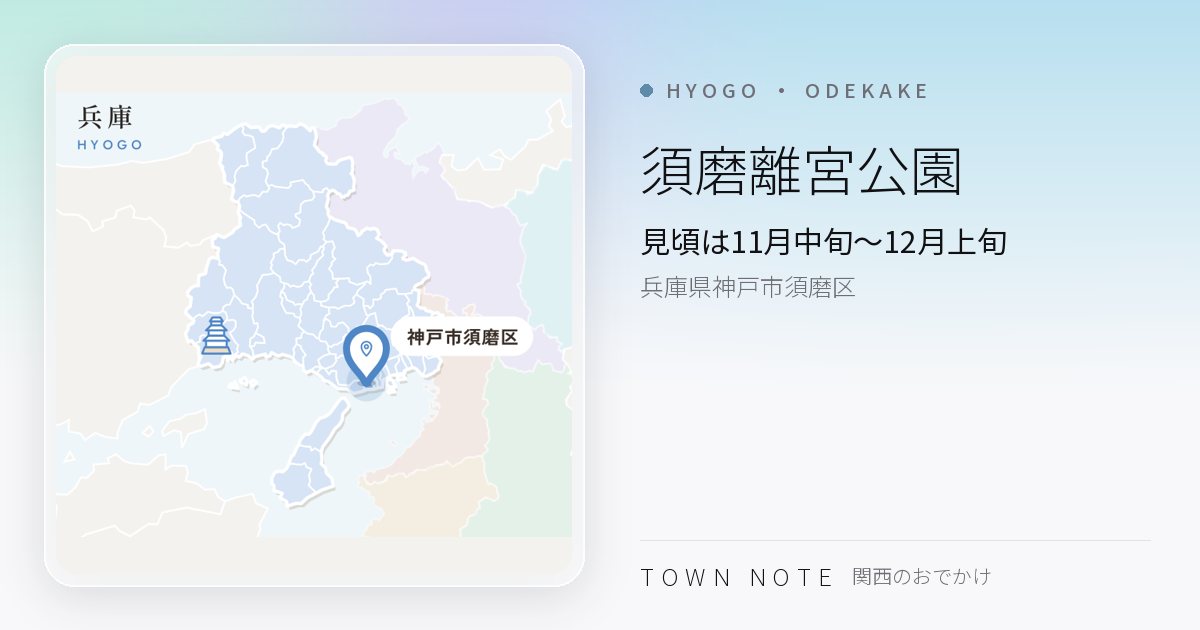 兵庫
HYOGO
神戸市須磨区
HYOGO • ODEKAKE
須磨離宮公園
見頃は11月中旬～12月上旬
兵庫県神戸市須磨区
TOWN NOTE 関西のおでかけ